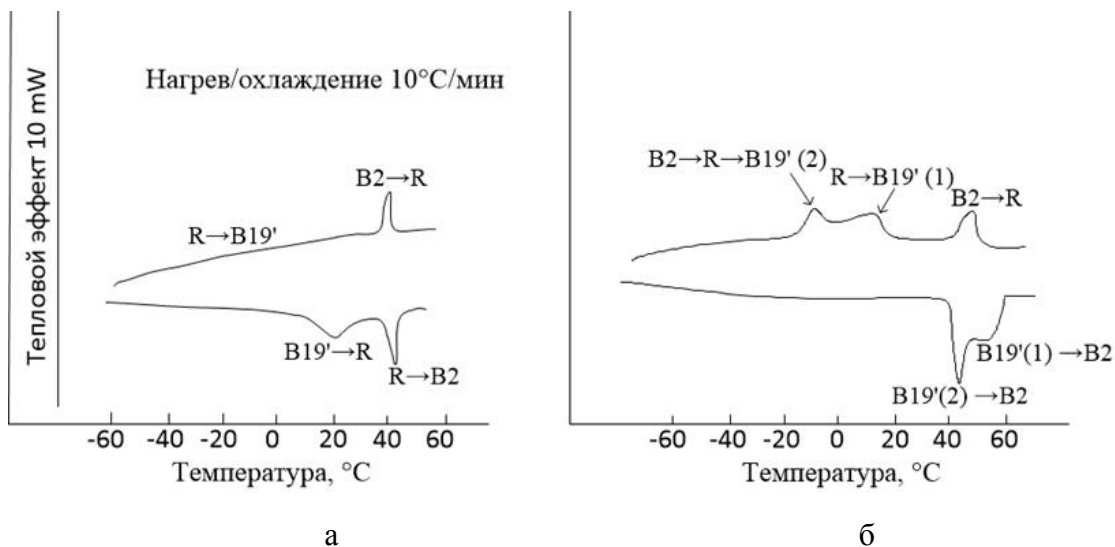 Тепловой эффект 10 mW
Нагрев/охлаждение 10°C/мин
B2→R
R→B19'
B19'→R
R→B2
-60 -40 -20 0 20 40 60
Температура, °C
а
B2→R→B19' (2)
R→B19' (1)
B2→R
B19'(1) →B2
B19'(2) →B2
-60 -40 -20 0 20 40 60
Температура, °C
б